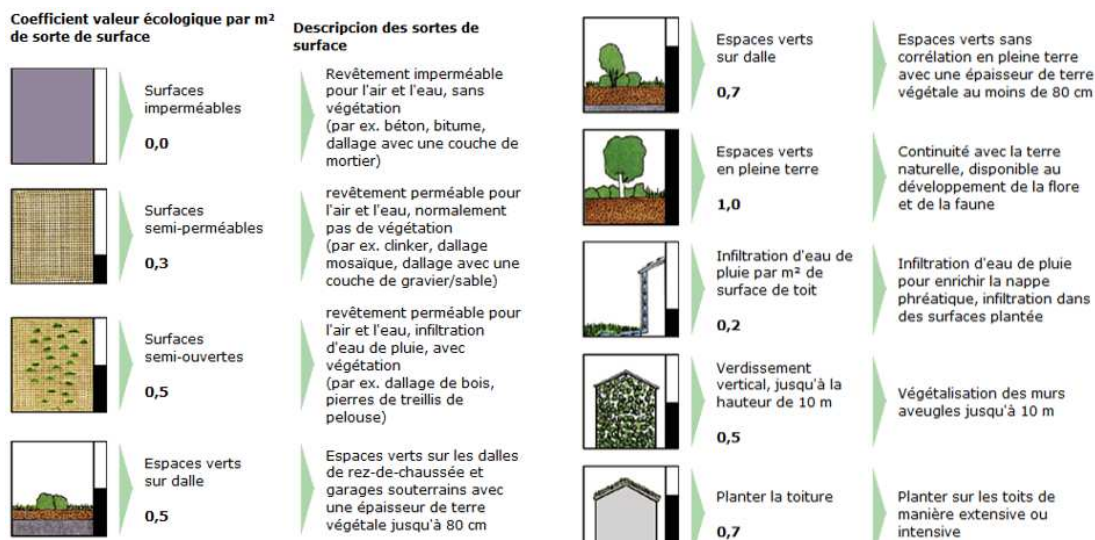 Coefficient valeur écologique par m²
de sorte de surface
Descripcion des sortes de
surface
Surfaces
imperméables
0,0
Revêtement imperméable
pour l'air et l'eau, sans
végétation
(par ex. béton, bitume,
dallage avec une couche de
mortier)
Surfaces
semi-perméables
0,3
revêtement perméable pour
l'air et l'eau, normalement
pas de végétation
(par ex. clinker, dallage
mosaïque, dallage avec une
couche de gravier/sable)
Surfaces
semi-ouvertes
0,5
revêtement perméable pour
l'air et l'eau, infiltration
d'eau de pluie, avec
végétation
(par ex. dallage de bois,
pierres de treillis de
pelouse)
Espaces verts
sur dalle
0,5
Espaces verts sur les dalles
de rez-de-chaussée et
garages souterrains avec
une épaisseur de terre
végétale jusqu'à 80 cm
Espaces verts
sur dalle
0,7
Espaces verts sans
corrélation en pleine terre
avec une épaisseur de terre
végétale au moins de 80 cm
Espaces verts
en pleine terre
1,0
Continuité avec la terre
naturelle, disponible au
développement de la flore
et de la faune
Infiltration d'eau de
pluie par m² de
surface de toit
0,2
Infiltration d'eau de pluie
pour enrichir la nappe
phréatique, infiltration dans
des surfaces plantée
Verdissement
vertical, jusqu'à la
hauteur de 10 m
0,5
Végétalisation des murs
aveugles jusqu'à 10 m
Planter la toiture
0,7
Planter sur les toits de
manière extensive ou
intensive